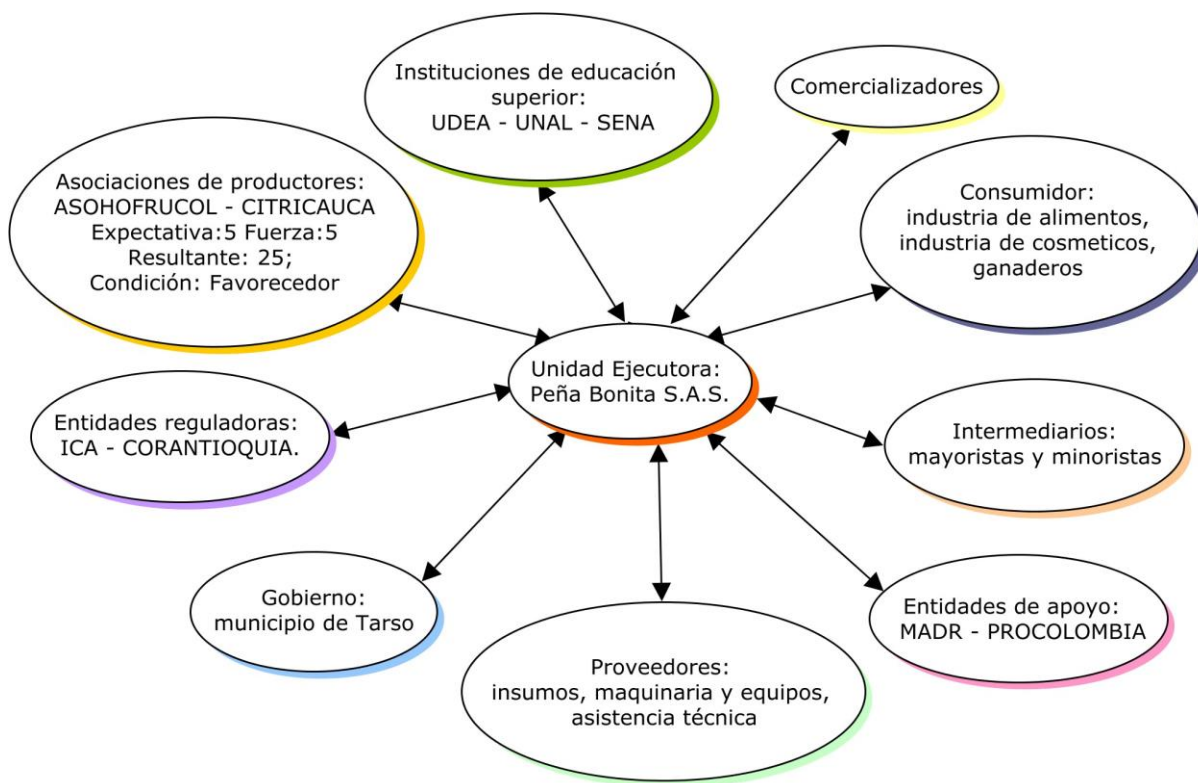 Instituciones de educación
superior:
UDEA - UNAL - SENA
Comercializadores
Asociaciones de productores:
ASOHOFRUCOL - CITRICAUCA
Expectativa:5 Fuerza:5
Resultante: 25;
Condición: Favorecedor
Consumidor:
industria de alimentos,
industria de cosmeticos,
ganaderos
Unidad Ejecutora:
Peña Bonita S.A.S.
Entidades reguladoras:
ICA - CORANTIOQUIA.
Intermediarios:
mayoristas y minoristas
Gobierno:
municipio de Tarso
Entidades de apoyo:
MADR - PROCOLOMBIA
Proveedores:
insumos, maquinaria y equipos,
asistencia técnica